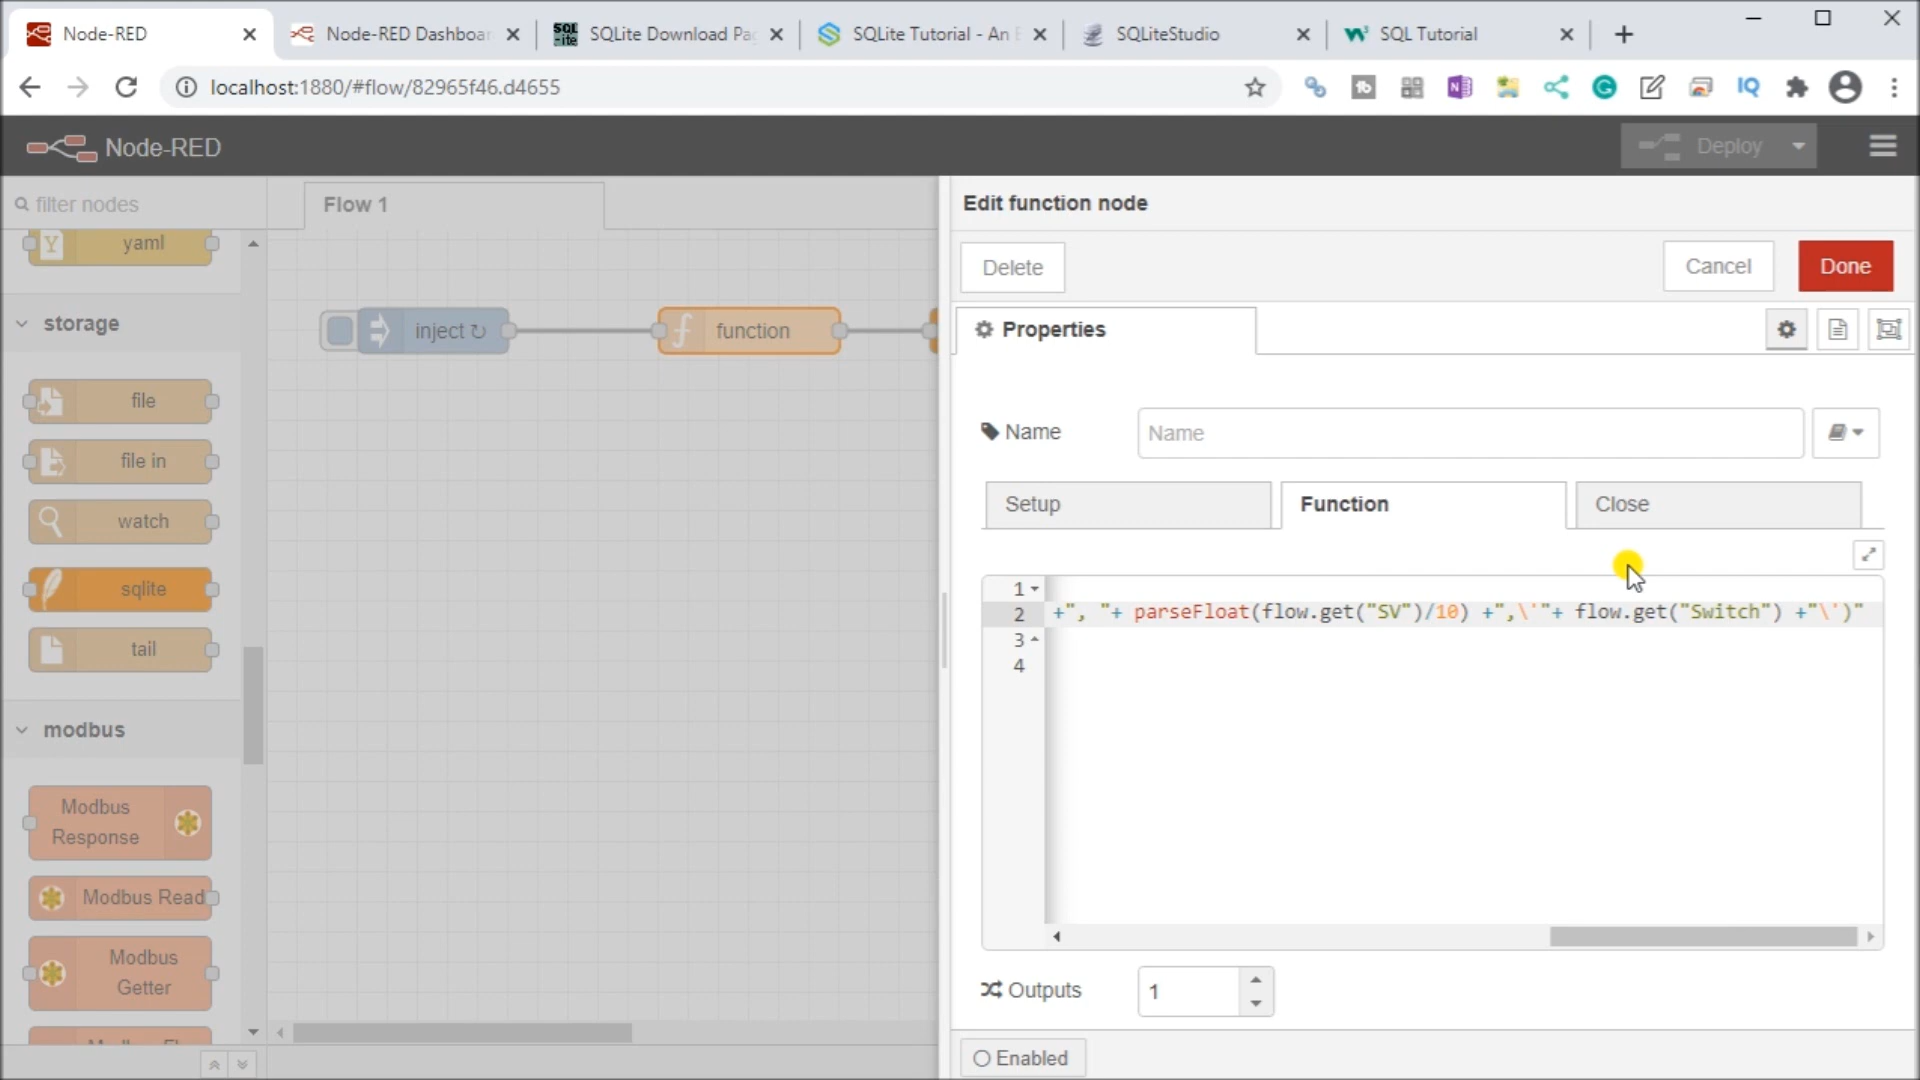 Node-RED
Node-RED Dashboar
SQL
ite
SQLite Download Pa
SQLite Tutorial - An
SQLiteStudio
SQL Tutorial
localhost:1880/#flow/82965f46.d4655
Node-RED
Deploy
filter nodes
Flow 1
Edit function node
yaml
Delete
Cancel
Done
storage
inject ↻
function
Properties
file
file in
Name
Name
watch
Setup
Function
Close
sqlite
1
2 +", "+ parseFloat(flow.get("SV")/10) +",\'"+ flow.get("Switch") +"\')"
3
4
tail
modbus
Modbus
Response
Modbus Read
Modbus
Getter
Outputs
1
Enabled